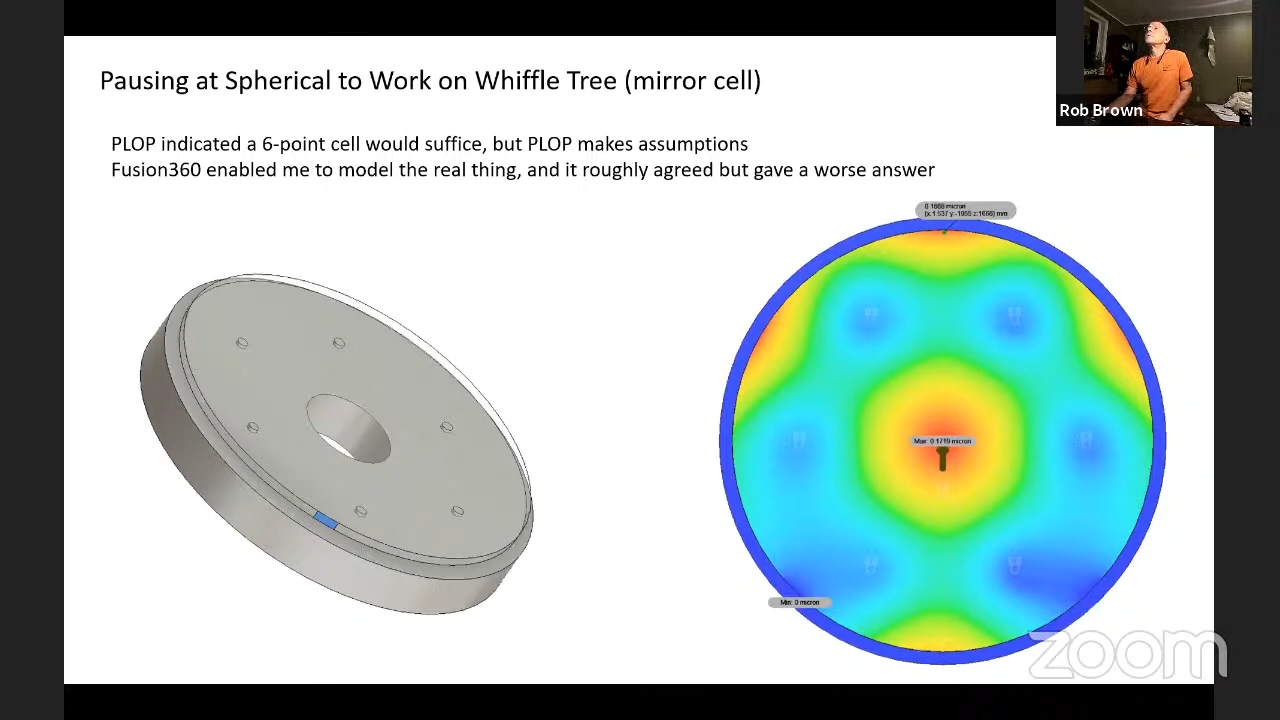 Pausing at Spherical to Work on Whiffle Tree (mirror cell)
Rob Brown
PLOP indicated a 6-point cell would suffice, but PLOP makes assumptions
Fusion360 enabled me to model the real thing, and it roughly agreed but gave a worse answer
micron
Max: 0.1719 micron
Min: 0 micron
zoom